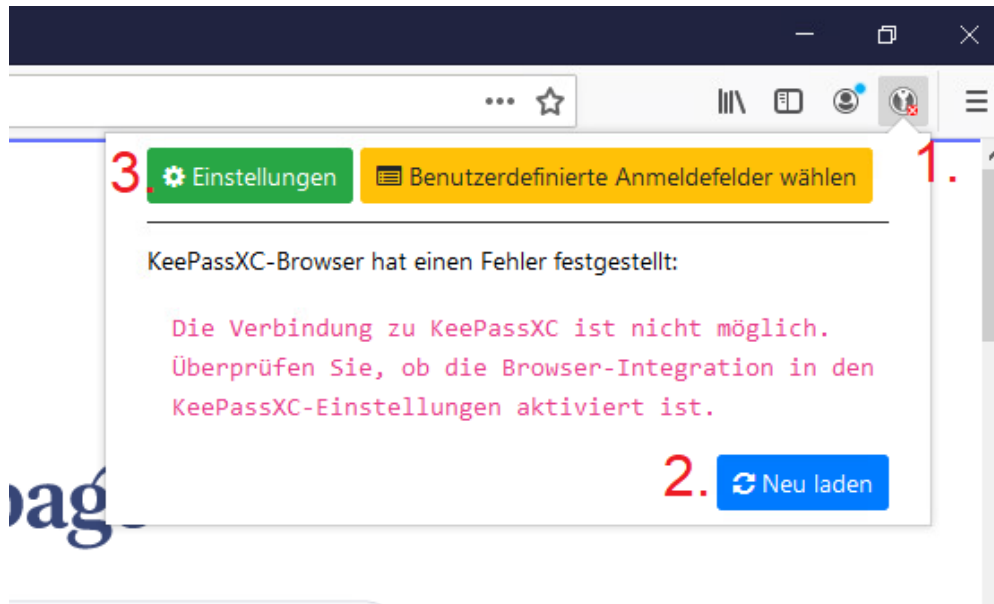 1.
3. Einstellungen Benutzerdefinierte Anmeldefelder wählen
KeePassXC-Browser hat einen Fehler festgestellt:
Die Verbindung zu KeePassXC ist nicht möglich.
Überprüfen Sie, ob die Browser-Integration in den
KeePassXC-Einstellungen aktiviert ist.
2. Neu laden